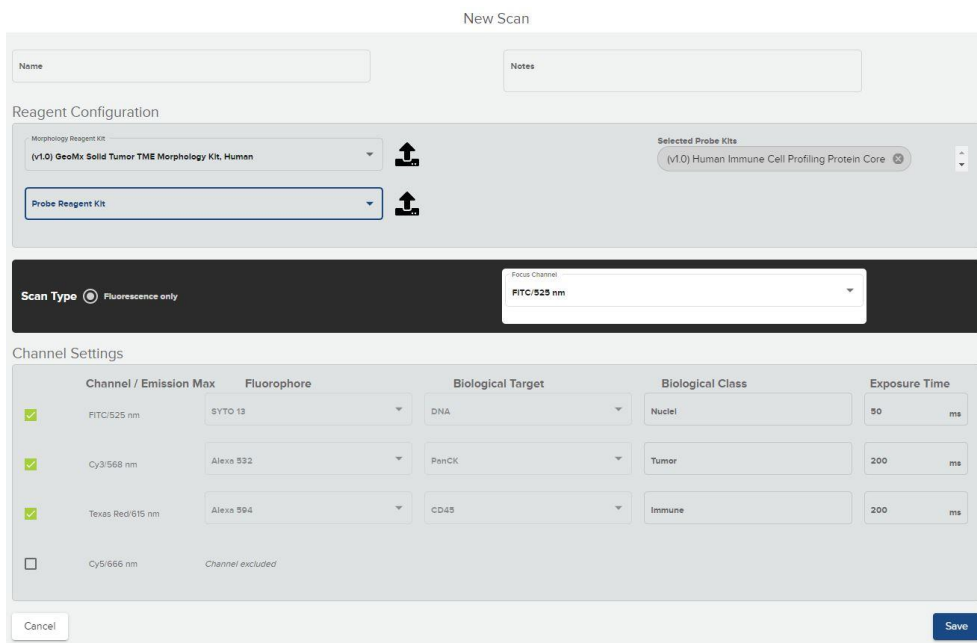 New Scan
Name
Notes
Reagent Configuration
Morphology Reagent Kit
(v1.0) GeoMx Solid Tumor TME Morphology Kit, Human
Selected Probe Kits
(v1.0) Human Immune Cell Profiling Protein Core
Probe Reagent Kit
Scan Type Fluorescence only
Focus Channel
FITC/525 nm
Channel Settings
Channel / Emission Max Fluorophore Biological Target Biological Class Exposure Time
FITC/525 nm SYTO 13 DNA Nuclei 50 ms
Cy3/568 nm Alexa 532 PanCK Tumor 200 ms
Texas Red/615 nm Alexa 594 CD45 Immune 200 ms
Cy5/666 nm Channel excluded
Cancel Save